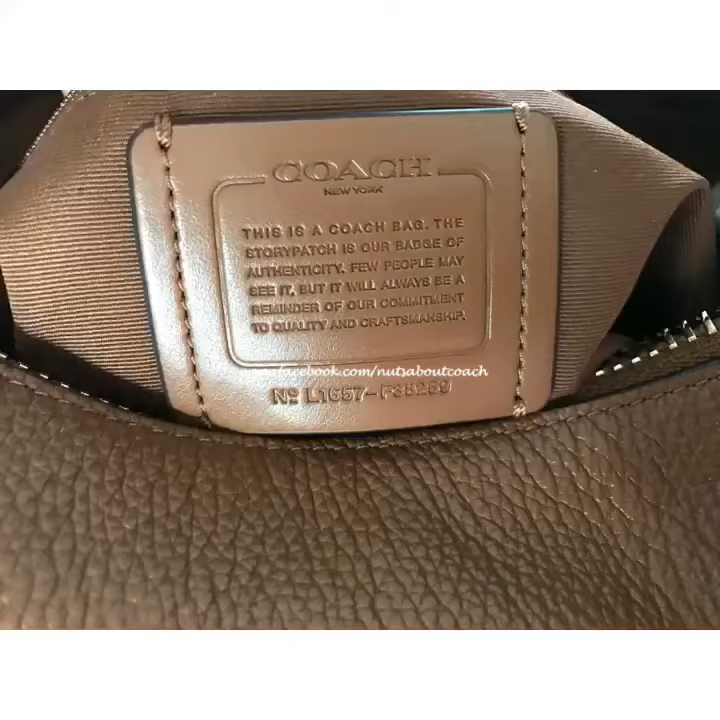 COACH
NEW YORK
THIS IS A COACH BAG. THE
STORYPATCH IS OUR BADGE OF
AUTHENTICITY. FEW PEOPLE MAY
SEE IT, BUT IT WILL ALWAYS BE A
REMINDER OF OUR COMMITMENT
TO QUALITY AND CRAFTSMANSHIP.
facebook.com/nutsaboutcoach
Nº L1657-F38259